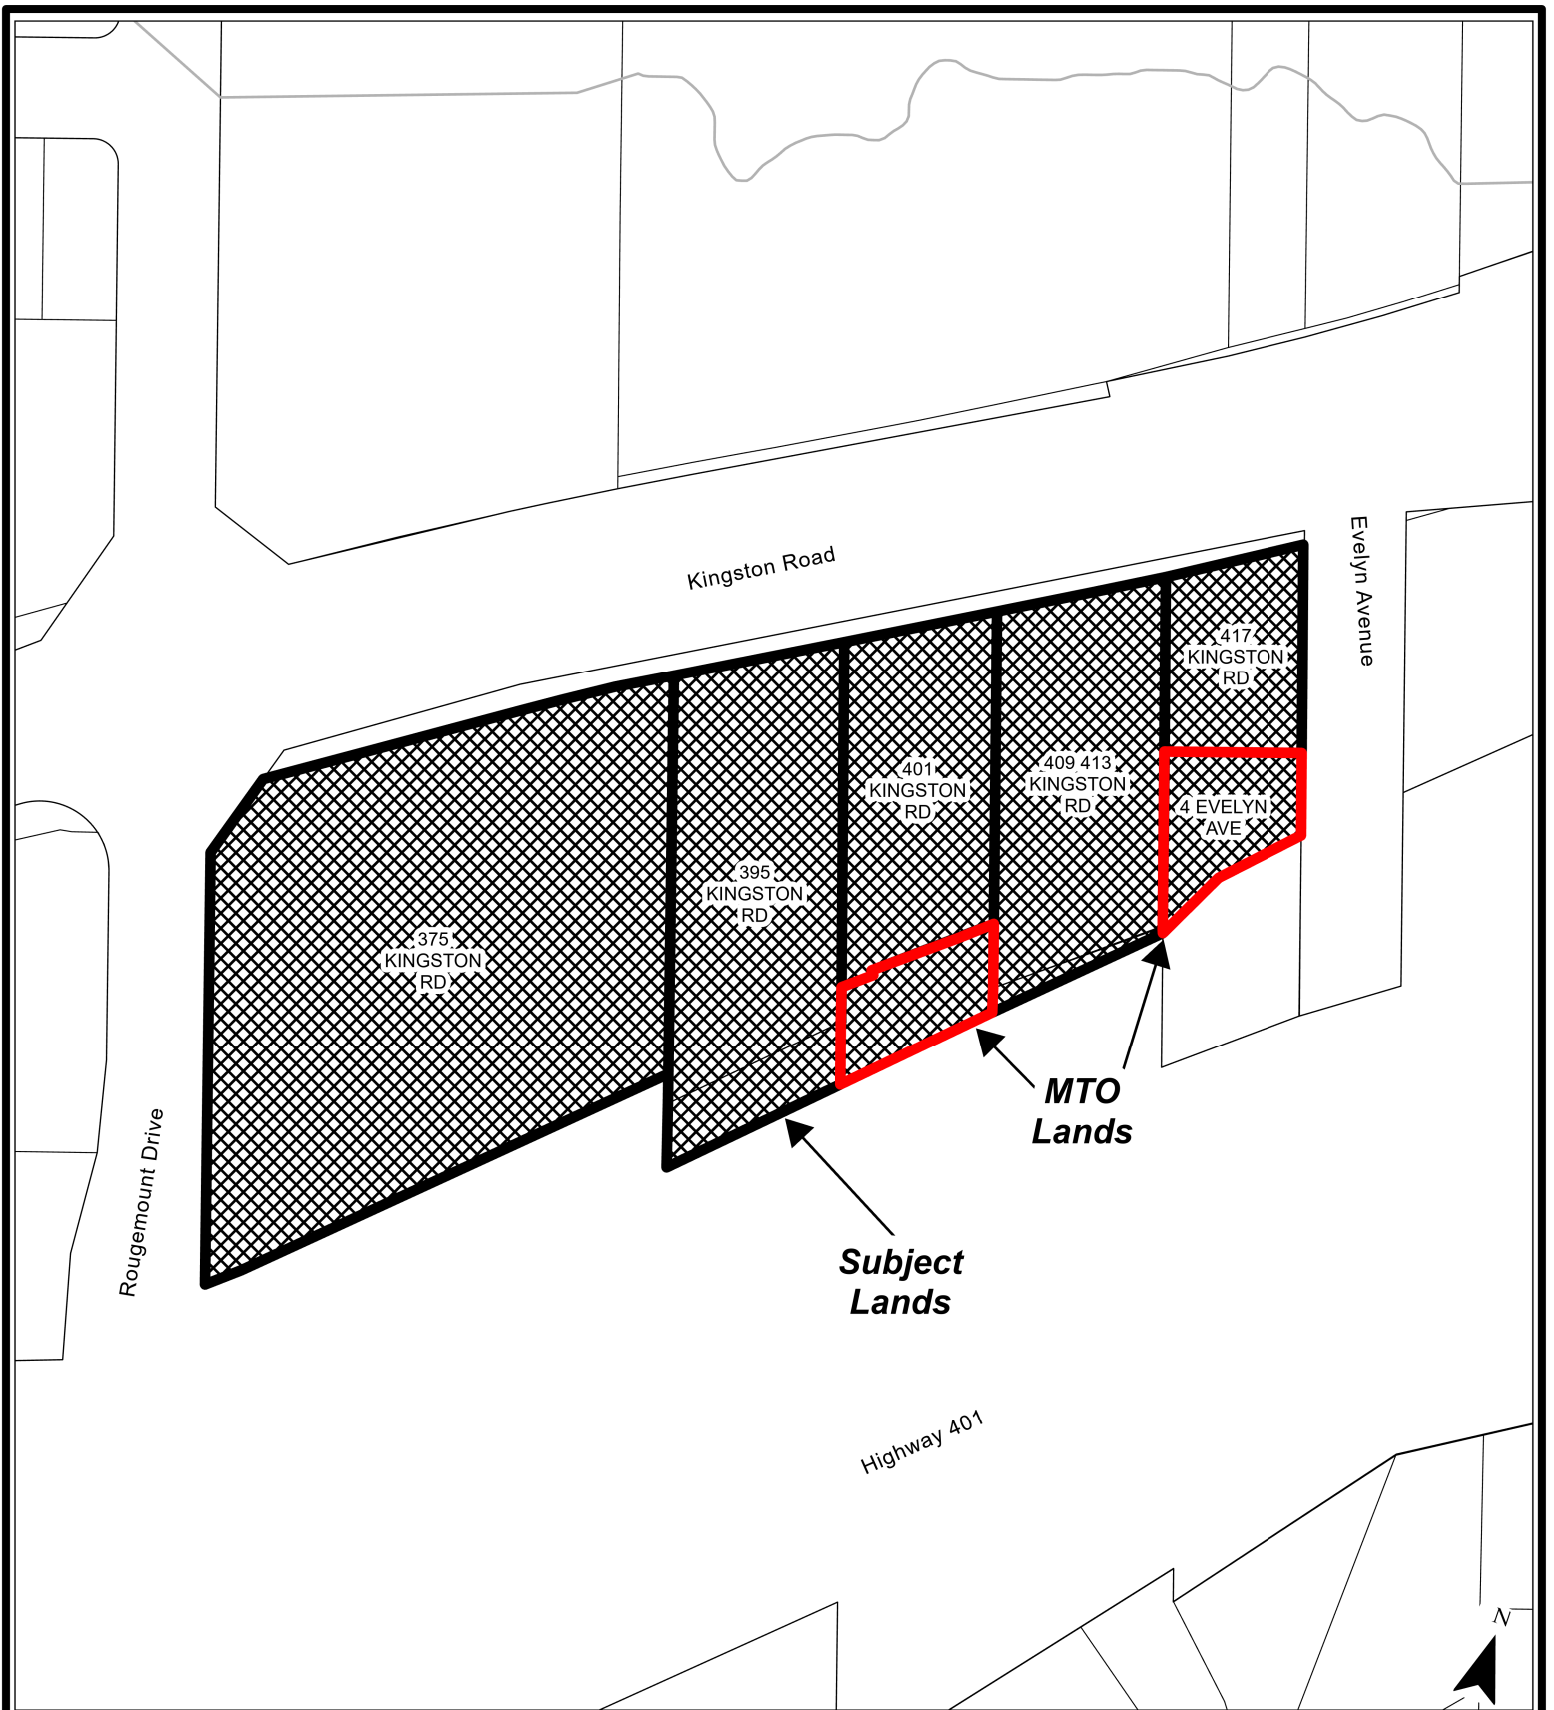 Kingston Road
Evelyn Avenue
417
KINGSTON
RD
401
KINGSTON
RD
409 413
KINGSTON
RD
4 EVELYN
AVE
395
KINGSTON
RD
375
KINGSTON
RD
MTO
Lands
Rougemount Drive
Subject
Lands
Highway 401
N